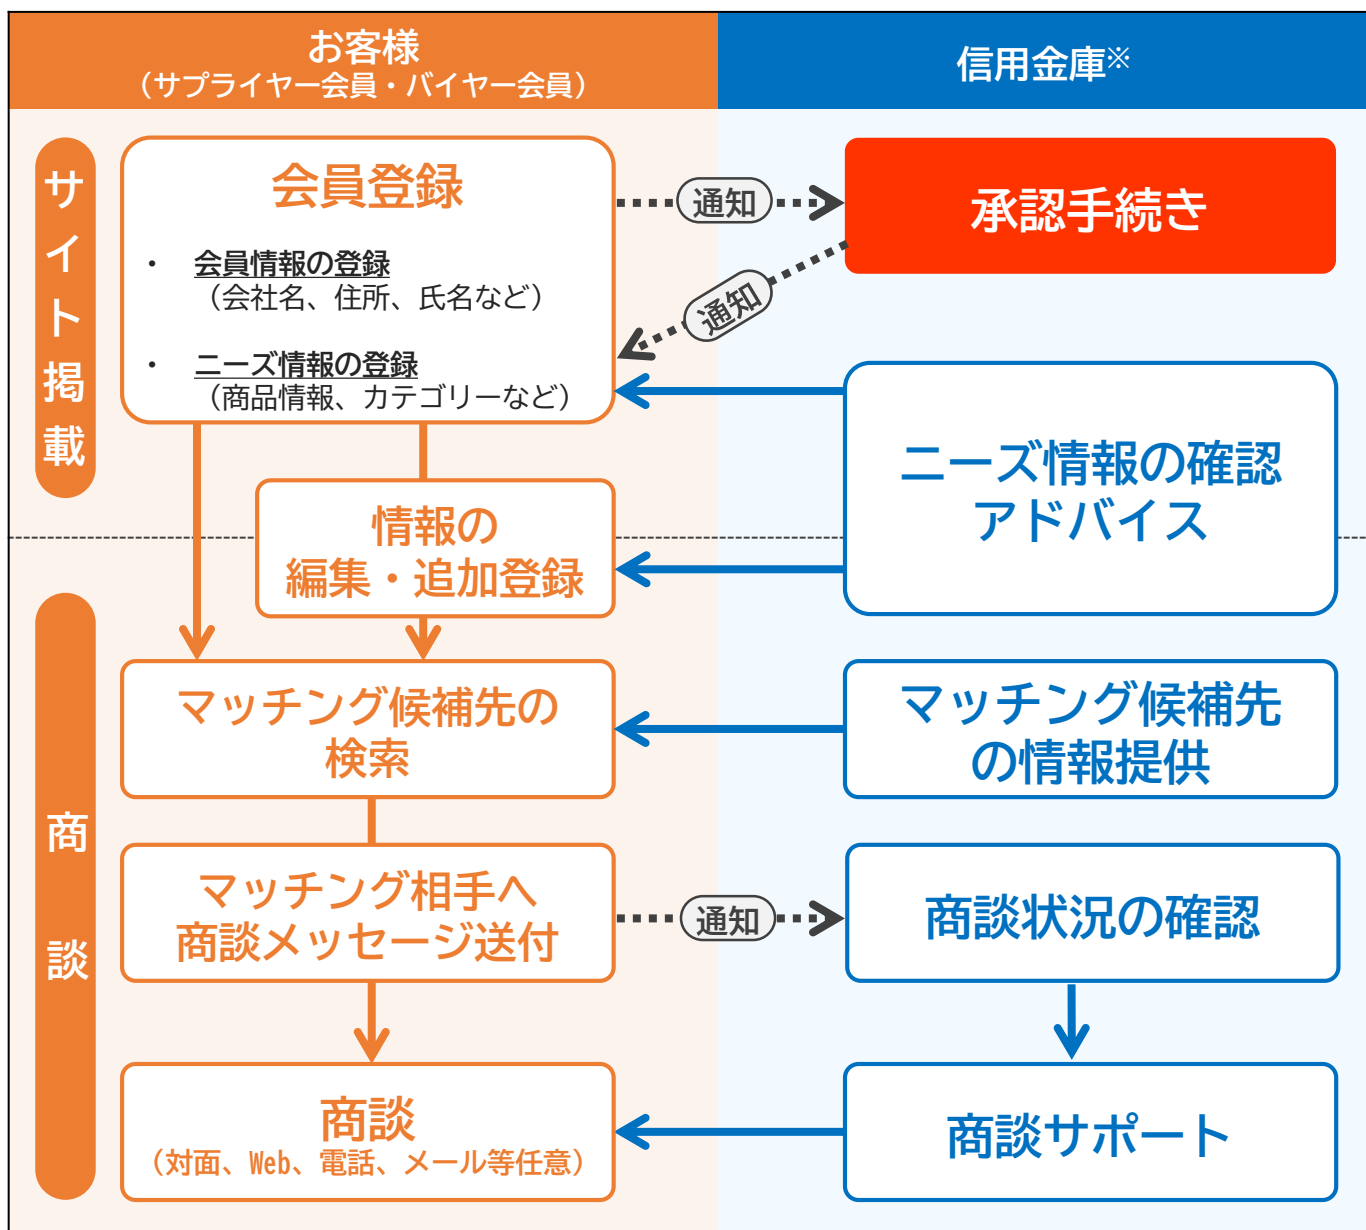 お客様
（サプライヤー会員・バイヤー会員）
信用金庫※
サイト掲載
会員登録
・ 会員情報の登録
（会社名、住所、氏名など）
・ ニーズ情報の登録
（商品情報、カテゴリーなど）
通知
承認手続き
通知
ニーズ情報の確認
アドバイス
情報の
編集・追加登録
商談
マッチング候補先の
検索
マッチング候補先
の情報提供
マッチング相手へ
商談メッセージ送付
通知
商談状況の確認
商談
（対面、Web、電話、メール等任意）
商談サポート